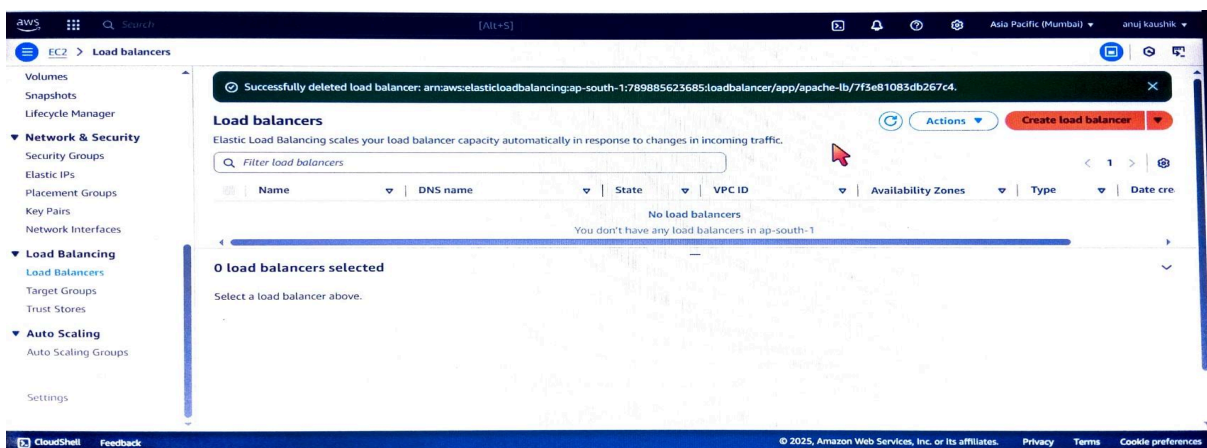 aws Search [Alt+S] Asia Pacific (Mumbai) anuj kaushik
EC2 > Load balancers
Volumes
Snapshots
Lifecycle Manager
Network & Security
Security Groups
Elastic IPs
Placement Groups
Key Pairs
Network Interfaces
Load Balancing
Load Balancers
Target Groups
Trust Stores
Auto Scaling
Auto Scaling Groups
Settings
Successfully deleted load balancer: arn:aws:elasticloadbalancing:ap-south-1:789885623685:loadbalancer/app/apache-lb/7f3e81083db267c4.
Load balancers Actions Create load balancer
Elastic Load Balancing scales your load balancer capacity automatically in response to changes in incoming traffic.
Filter load balancers < 1 >
Name DNS name State VPC ID Availability Zones Type Date cre
No load balancers
You don't have any load balancers in ap-south-1
0 load balancers selected
Select a load balancer above.
CloudShell Feedback © 2025, Amazon Web Services, Inc. or its affiliates. Privacy Terms Cookie preferences